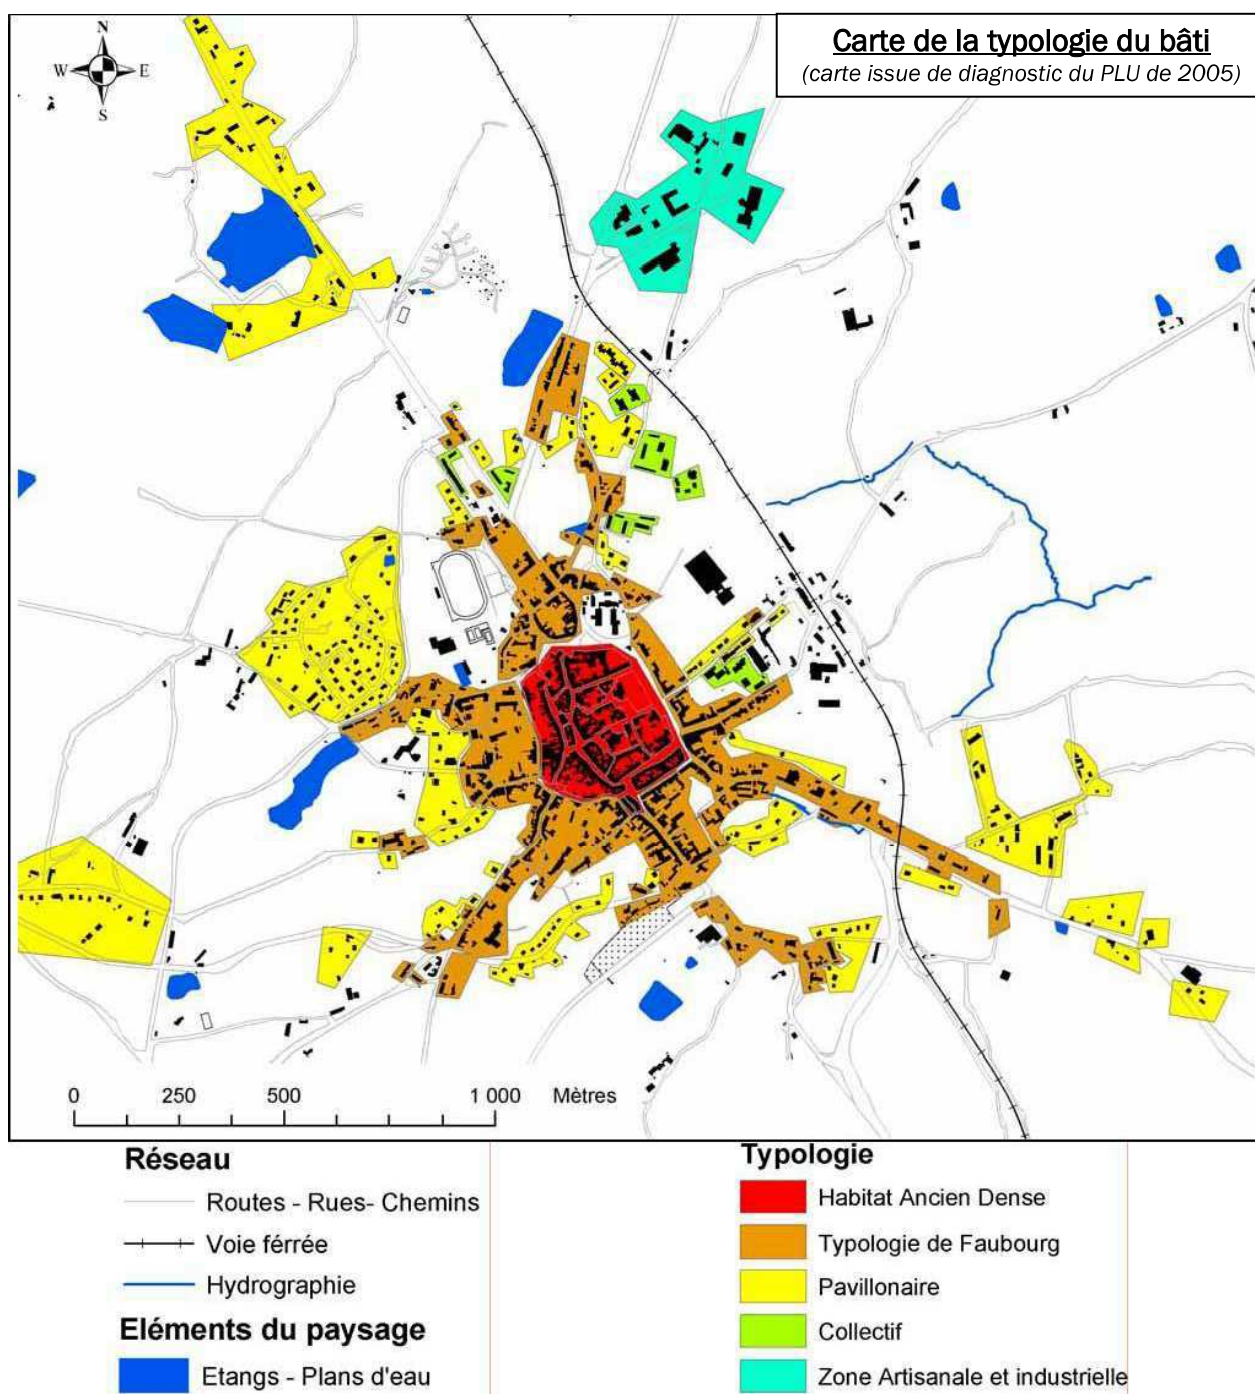 Carte de la typologie du bâti
(carte issue de diagnostic du PLU de 2005)
N
W E
S
0 250 500 1 000 Mètres
Réseau
Routes - Rues- Chemins
Voie férrée
Hydrographie
Eléments du paysage
Etangs - Plans d'eau
Typologie
Habitat Ancien Dense
Typologie de Faubourg
Pavillonaire
Collectif
Zone Artisanale et industrielle